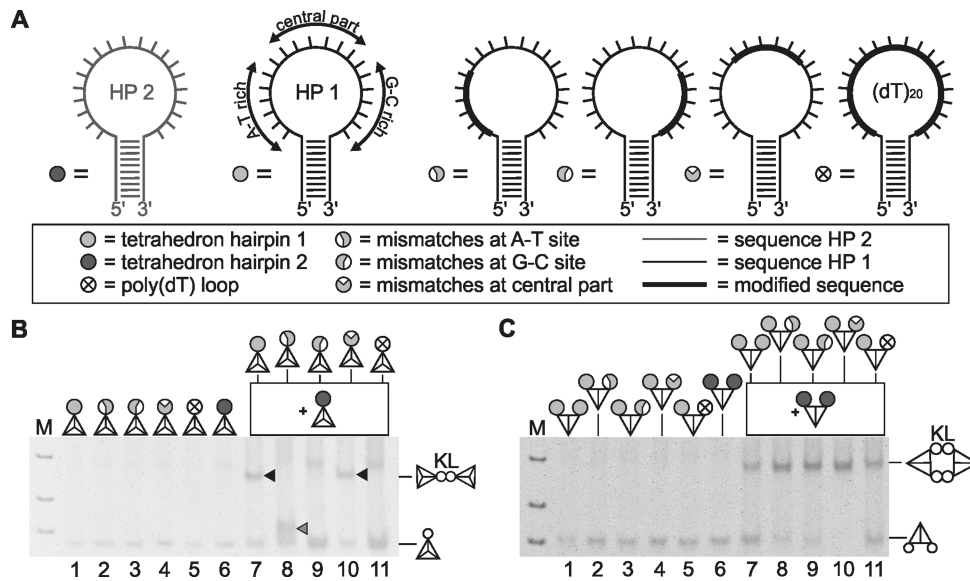 A
central part
HP 2
A-T rich
HP 1
G-C rich
(dT)20
= = = = = =
5' 3' 5' 3' 5' 3' 5' 3' 5' 3' 5' 3'
= tetrahedron hairpin 1 = mismatches at A-T site = sequence HP 2
= tetrahedron hairpin 2 = mismatches at G-C site = sequence HP 1
= poly(dT) loop = mismatches at central part = modified sequence
B
+
M
KL
1 2 3 4 5 6 7 8 9 10 11
C
+
M
KL
1 2 3 4 5 6 7 8 9 10 11